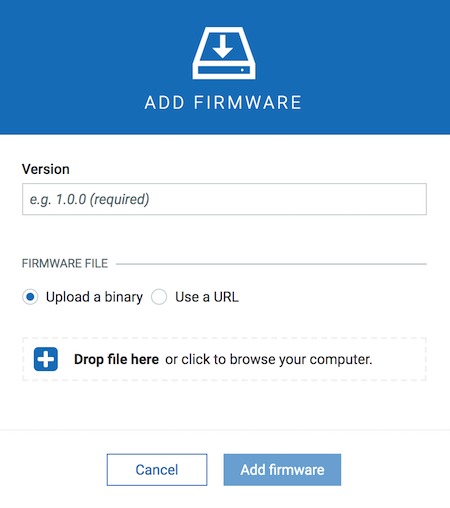 ADD FIRMWARE
Version
e.g. 1.0.0 (required)
FIRMWARE FILE
Upload a binary Use a URL
Drop file here or click to browse your computer.
Cancel Add firmware